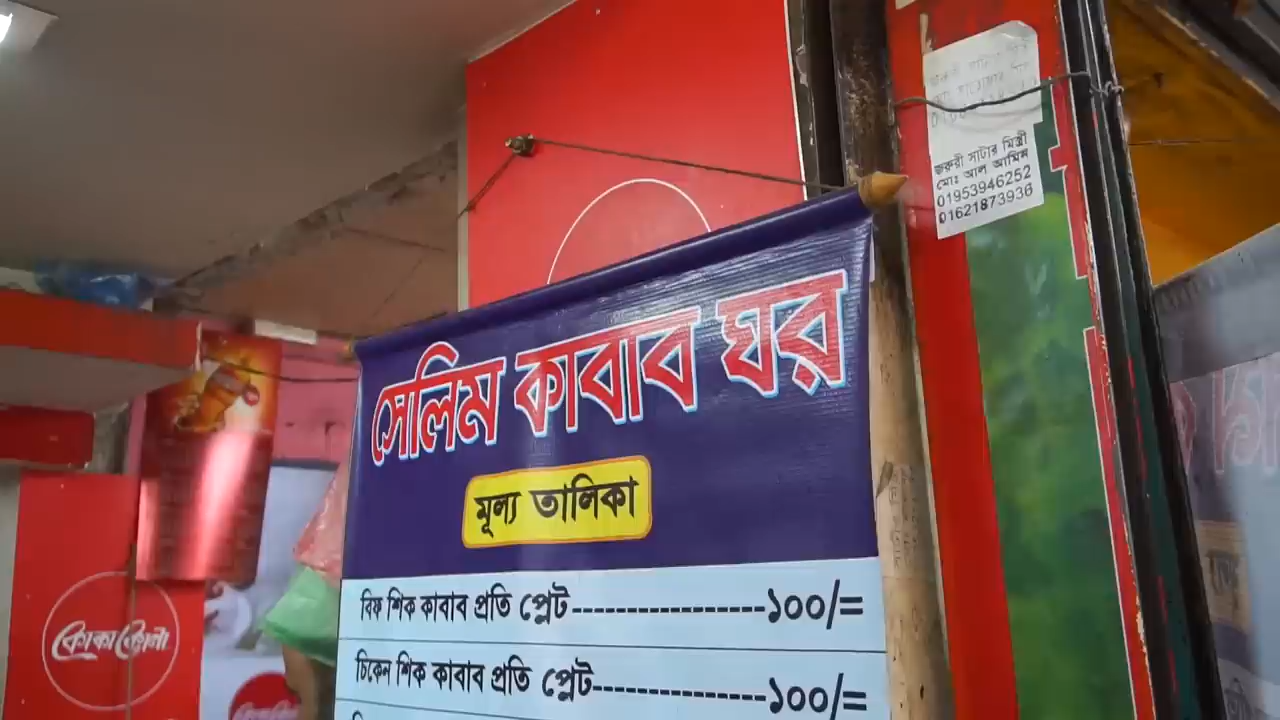 সেলিম কাবাব ঘর
মূল্য তালিকা
বিফ শিক কাবাব প্রতি প্লেট-----------------১০০/=
চিকেন শিক কাবাব প্রতি প্লেট----------------১০০/=
জরুরী সাটার মিস্ত্রী
মোঃ আল আমিন
01953946252
01621873936
কোকা-কোলা